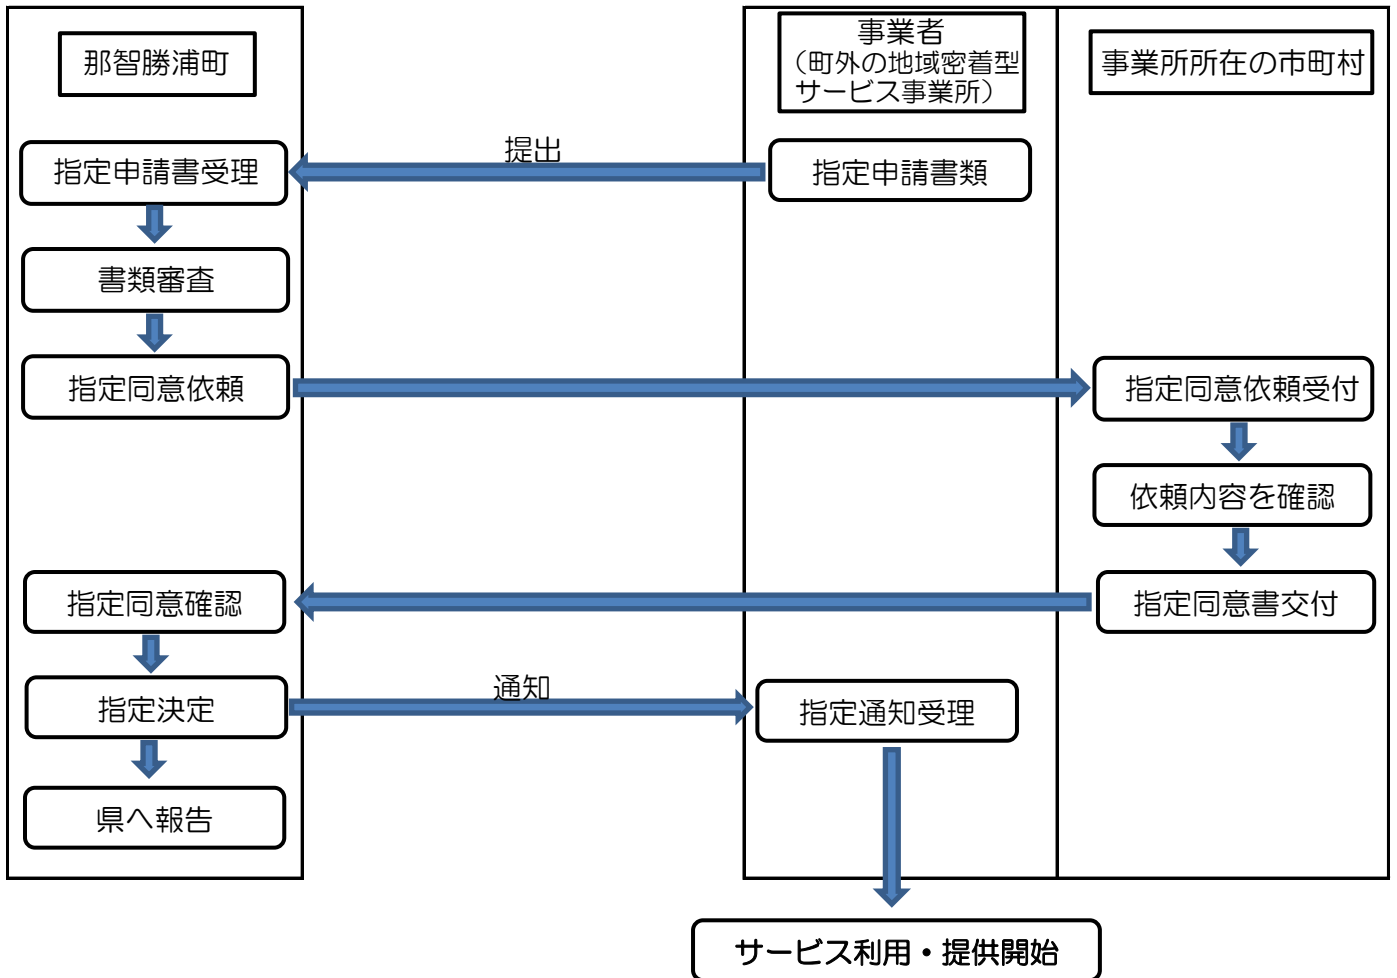 那智勝浦町
事業者
（町外の地域密着型
サービス事業所）
事業所所在の市町村
提出
指定申請書受理
指定申請書類
書類審査
指定同意依頼
指定同意依頼受付
依頼内容を確認
指定同意確認
指定同意書交付
通知
指定決定
指定通知受理
県へ報告
サービス利用・提供開始